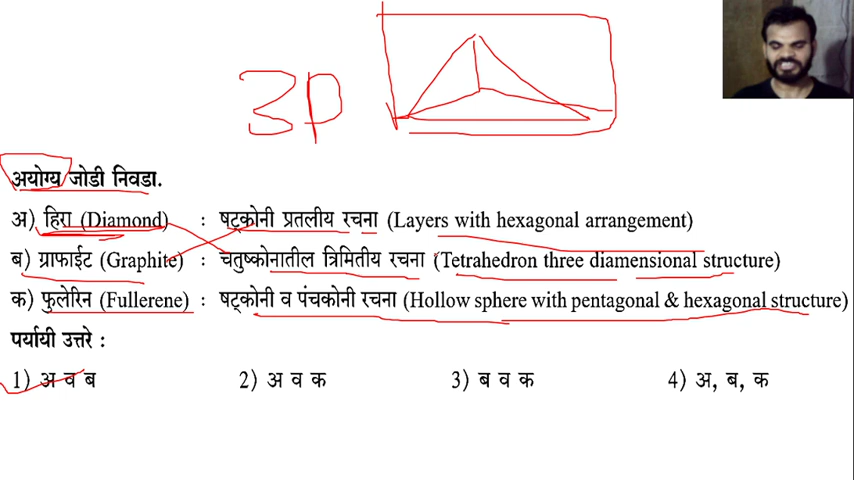 3D
अयोग्य जोडी निवडा.
अ) हिरा (Diamond) : षट्कोनी प्रतलीय रचना (Layers with hexagonal arrangement)
ब) ग्राफाईट (Graphite) : चतुष्कोनातील त्रिमितीय रचना (Tetrahedron three diamensional structure)
क) फुलेरिन (Fullerene) : षट्कोनी व पंचकोनी रचना (Hollow sphere with pentagonal & hexagonal structure)
पर्यायी उत्तरे :
1) अ व ब 2) अ व क 3) ब व क 4) अ, ब, क